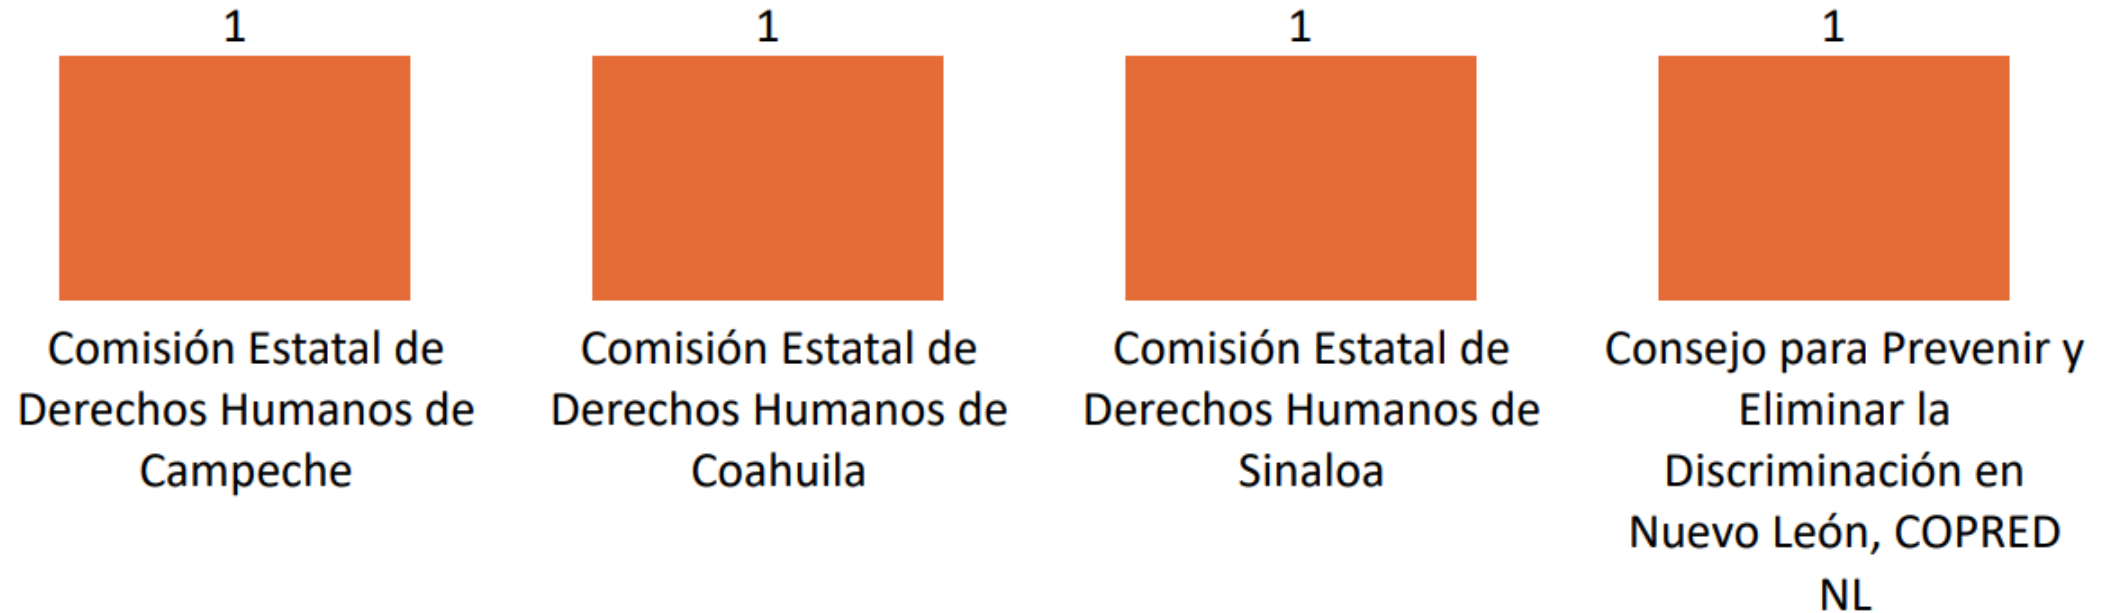 1
1
1
1
Comisión Estatal de
Derechos Humanos de
Campeche
Comisión Estatal de
Derechos Humanos de
Coahuila
Comisión Estatal de
Derechos Humanos de
Sinaloa
Consejo para Prevenir y
Eliminar la
Discriminación en
Nuevo León, COPRED
NL